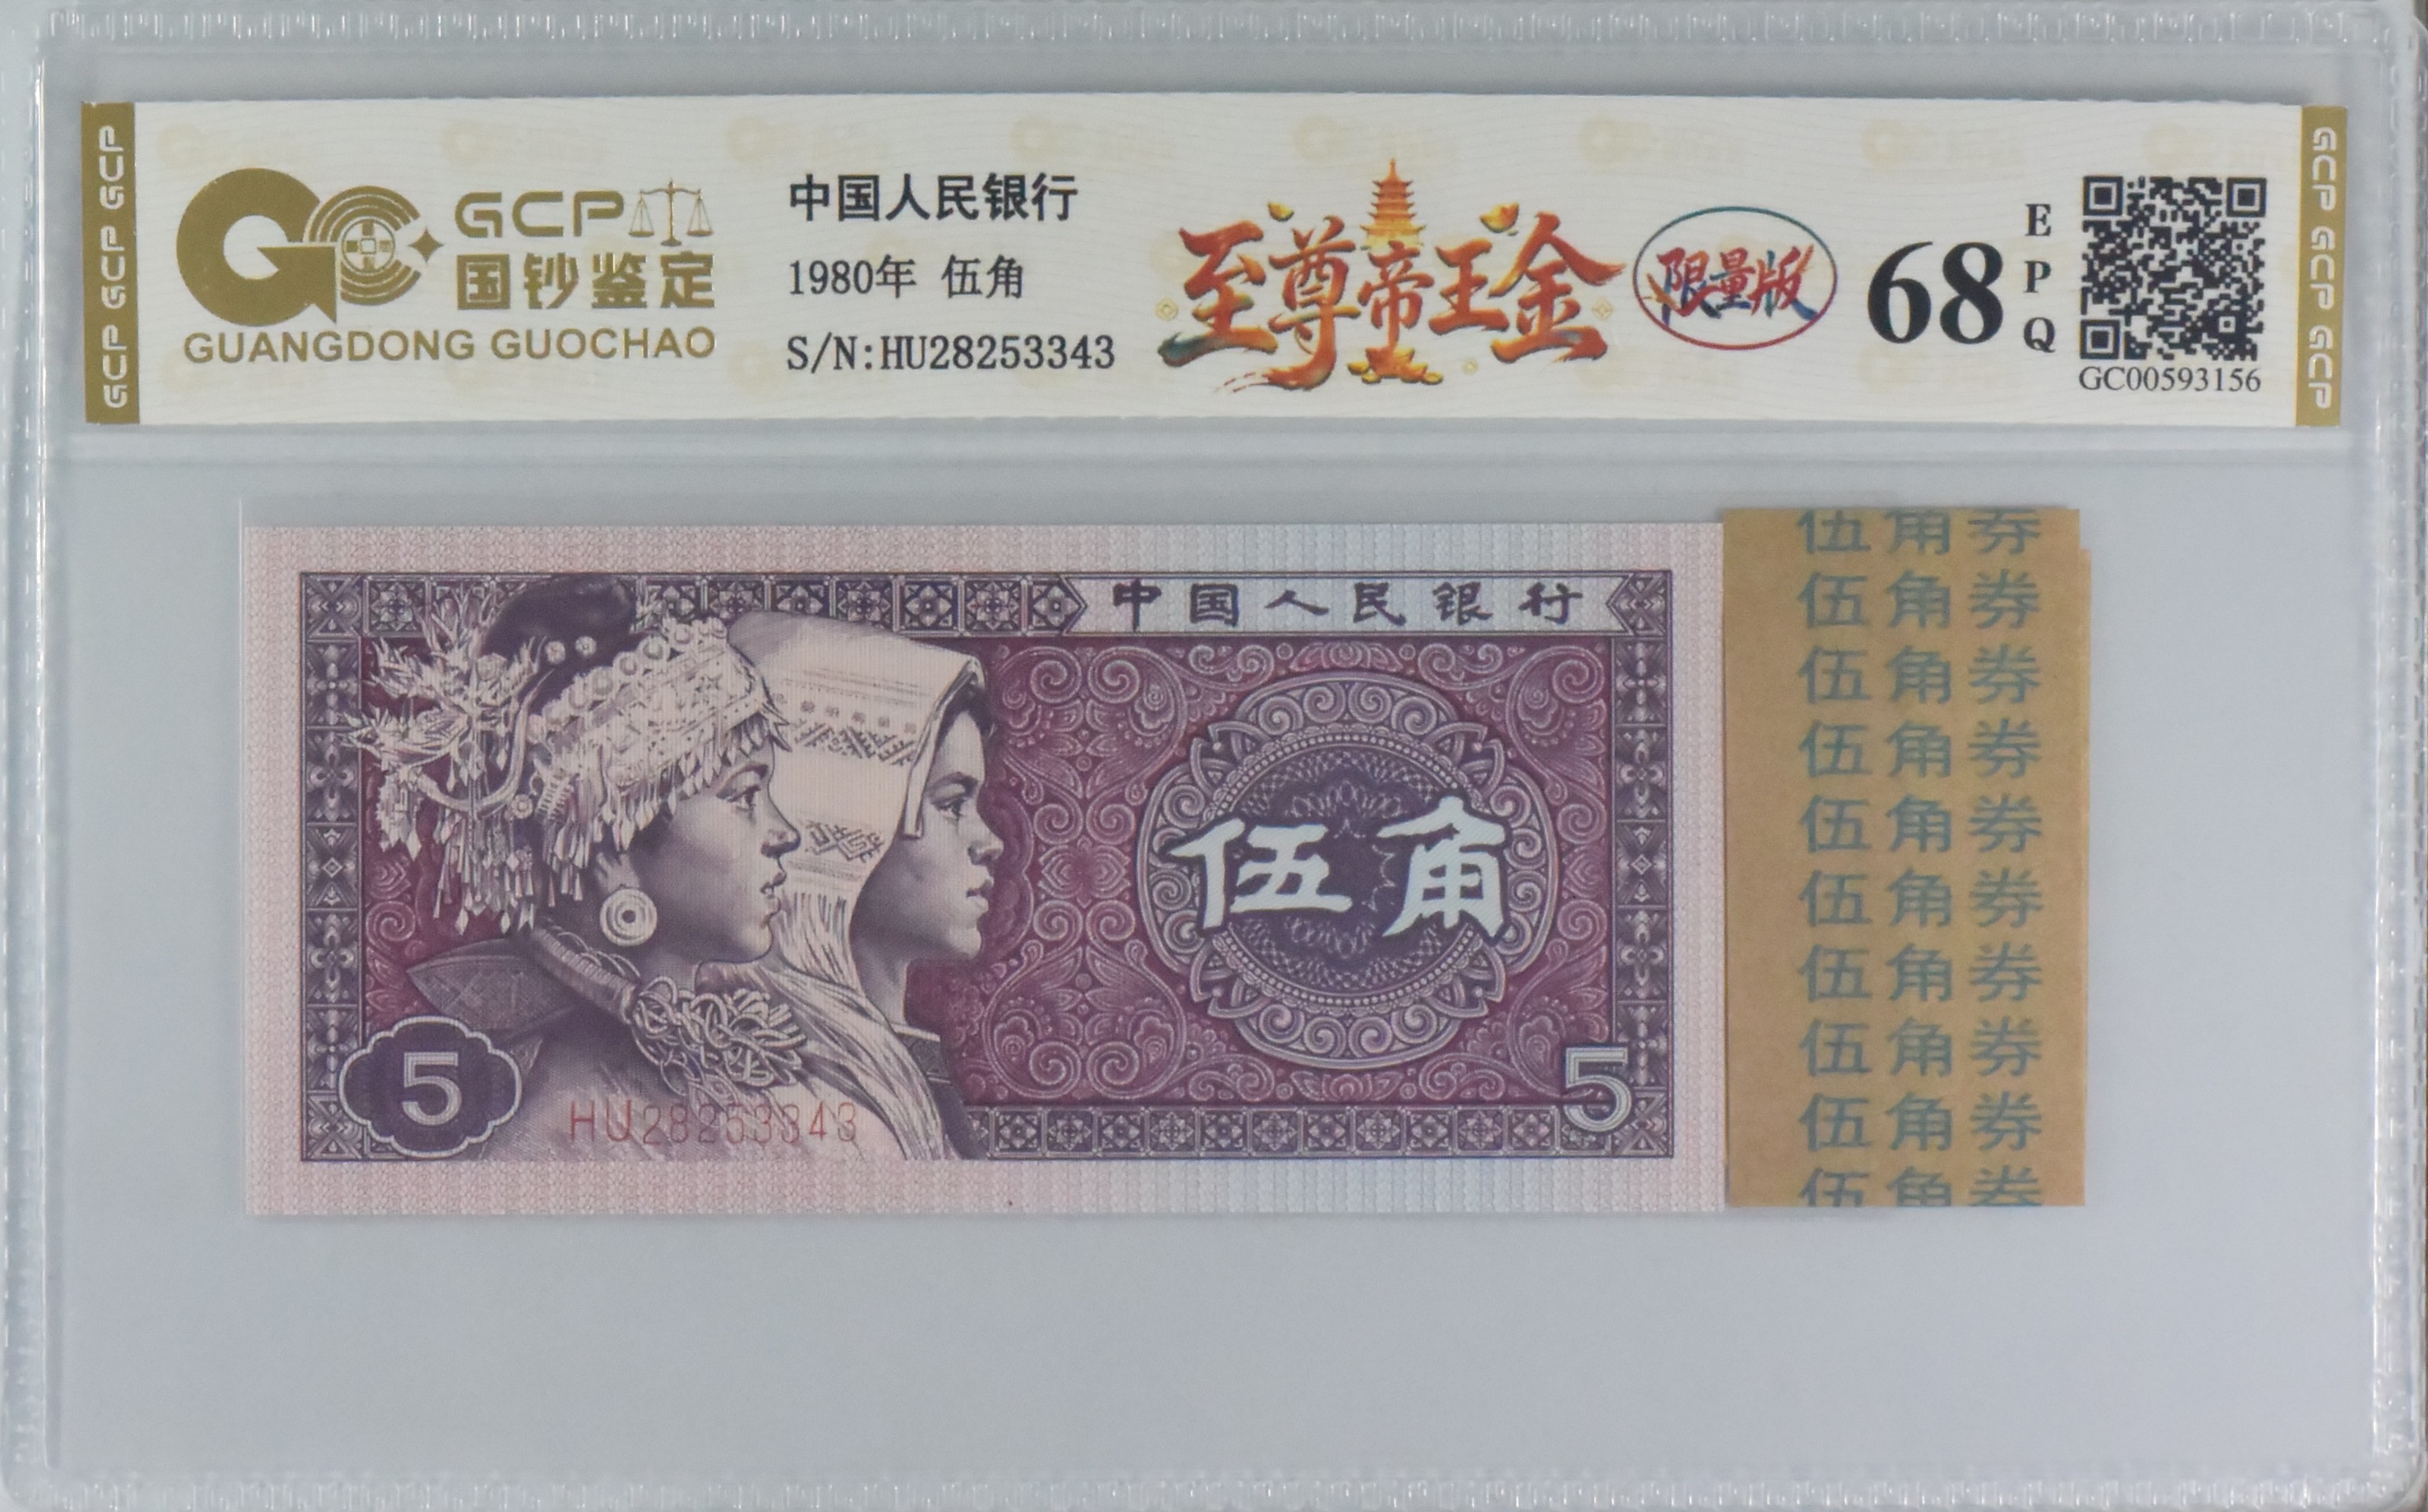 GCP GCP GCP
GCP
国钞鉴定
GUANGDONG GUOCHAO
中国人民银行
1980年 伍角
S/N:HU28253343
至尊帝王金
限量版
68
EPQ
GC00593156
GCP GCP GCP
中国人民银行
伍角
5
5
HU28253343
伍角券
伍角券
伍角券
伍角券
伍角券
伍角券
伍角券
伍角券
伍角券
伍角券